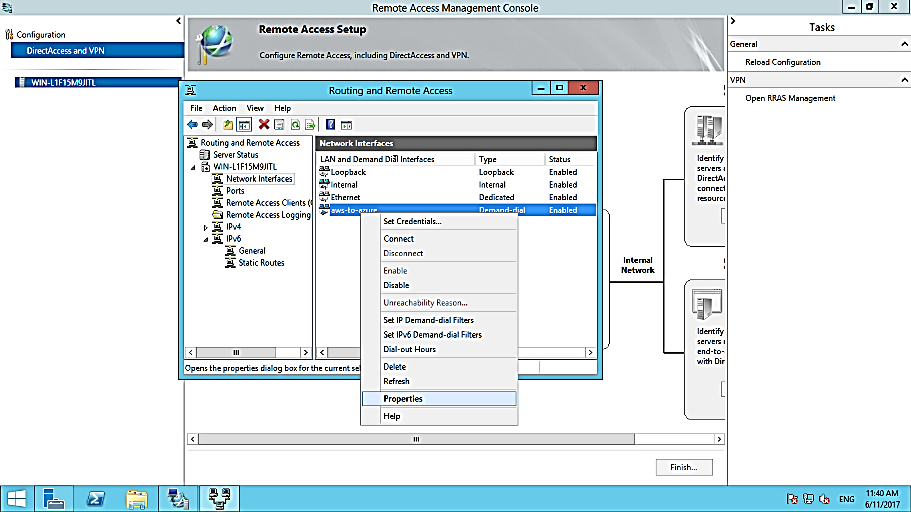 Remote Access Management Console
Configuration
DirectAccess and VPN
WIN-L1F15M9JITL
Remote Access Setup
Configure Remote Access, including DirectAccess and VPN.
Tasks
General
Reload Configuration
VPN
Open RRAS Management
Routing and Remote Access
File Action View Help
Routing and Remote Access
Server Status
WIN-L1F15M9JITL
Network Interfaces
Ports
Remote Access Clients (
Remote Access Logging
IPv4
IPv6
General
Static Routes
Network Interfaces
LAN and Demand Dial Interfaces Type Status
Loopback Loopback Enabled
Internal Internal Enabled
Ethernet Dedicated Enabled
aws-to-azure Demand-dial Enabled
Set Credentials...
Connect
Disconnect
Enable
Disable
Unreachability Reason...
Set IP Demand-dial Filters
Set IPv6 Demand-dial Filters
Dial-out Hours
Delete
Refresh
Properties
Help
Opens the properties dialog box for the current sel
Internal
Network
Identify
servers
DirectAc
connect
resource
Identify
servers
end-to-
with Dir
Finish...
ENG
11:40 AM
6/11/2017